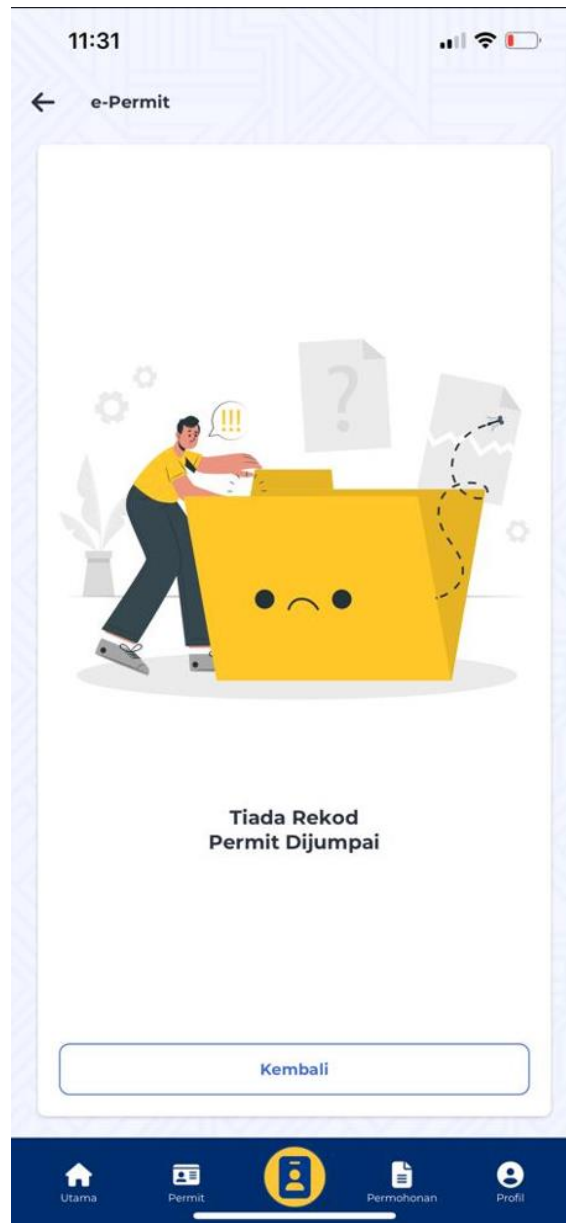 11:31
e-Permit
?
!!!
Tiada Rekod
Permit Dijumpai
Kembali
Utama
Permit
Permohonan
Profil